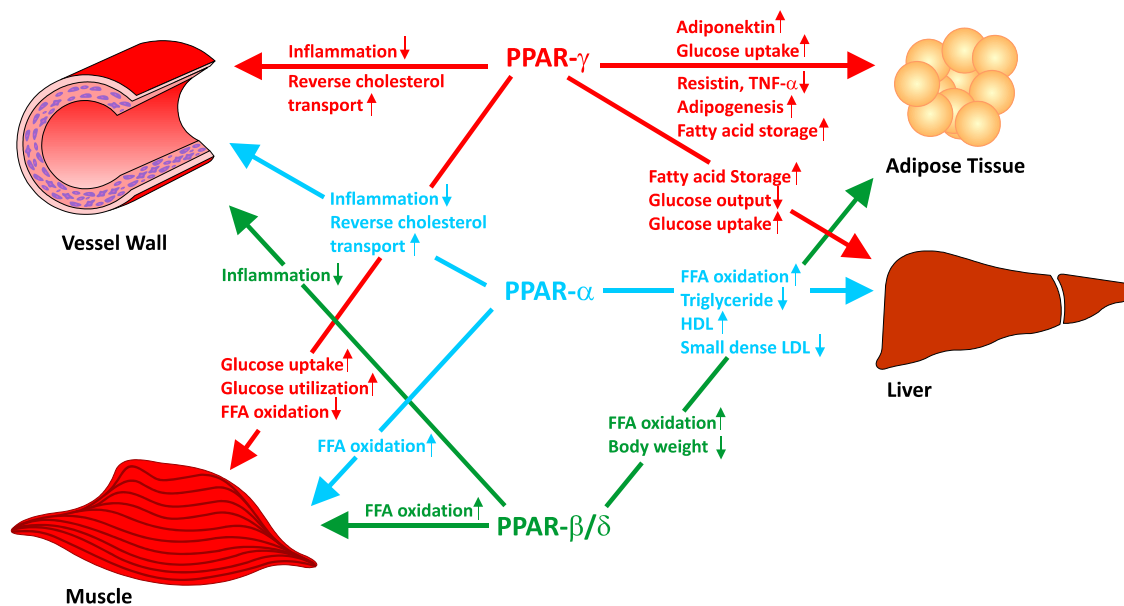 Inflammation↓
Reverse cholesterol
transport↑
PPAR-γ
Adiponektin↑
Glucose uptake↑
Resistin, TNF-α↓
Adipogenesis↑
Fatty acid storage↑
Adipose Tissue
Vessel Wall
Inflammation↓
Reverse cholesterol
transport↑
Fatty acid Storage↑
Glucose output↓
Glucose uptake↑
Inflammation↓
PPAR-α
FFA oxidation↑
Triglyceride↓
HDL↑
Small dense LDL↓
Liver
Glucose uptake↑
Glucose utilization↑
FFA oxidation↓
FFA oxidation↑
FFA oxidation↑
Body weight↓
FFA oxidation↑
PPAR-β/δ
Muscle